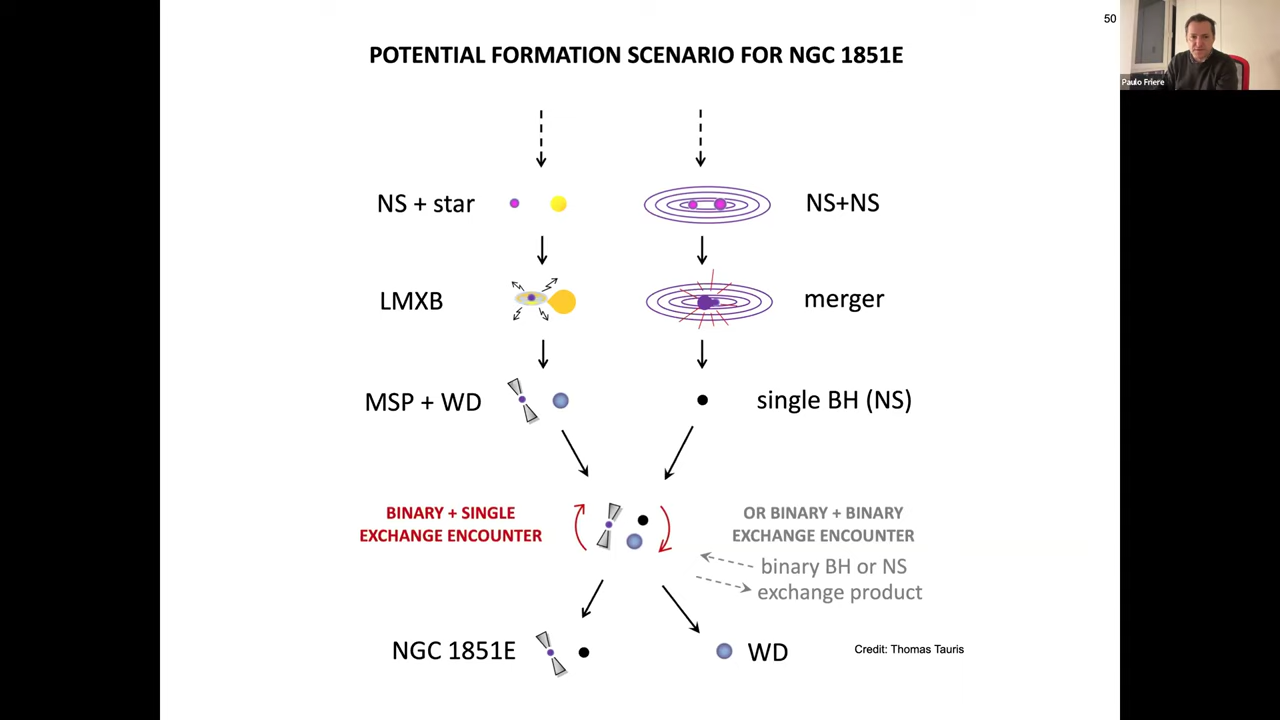 50
Paulo Friere
POTENTIAL FORMATION SCENARIO FOR NGC 1851E
NS + star
NS+NS
LMXB
merger
MSP + WD
single BH (NS)
BINARY + SINGLE
EXCHANGE ENCOUNTER
OR BINARY + BINARY
EXCHANGE ENCOUNTER
binary BH or NS
exchange product
NGC 1851E
WD
Credit: Thomas Tauris